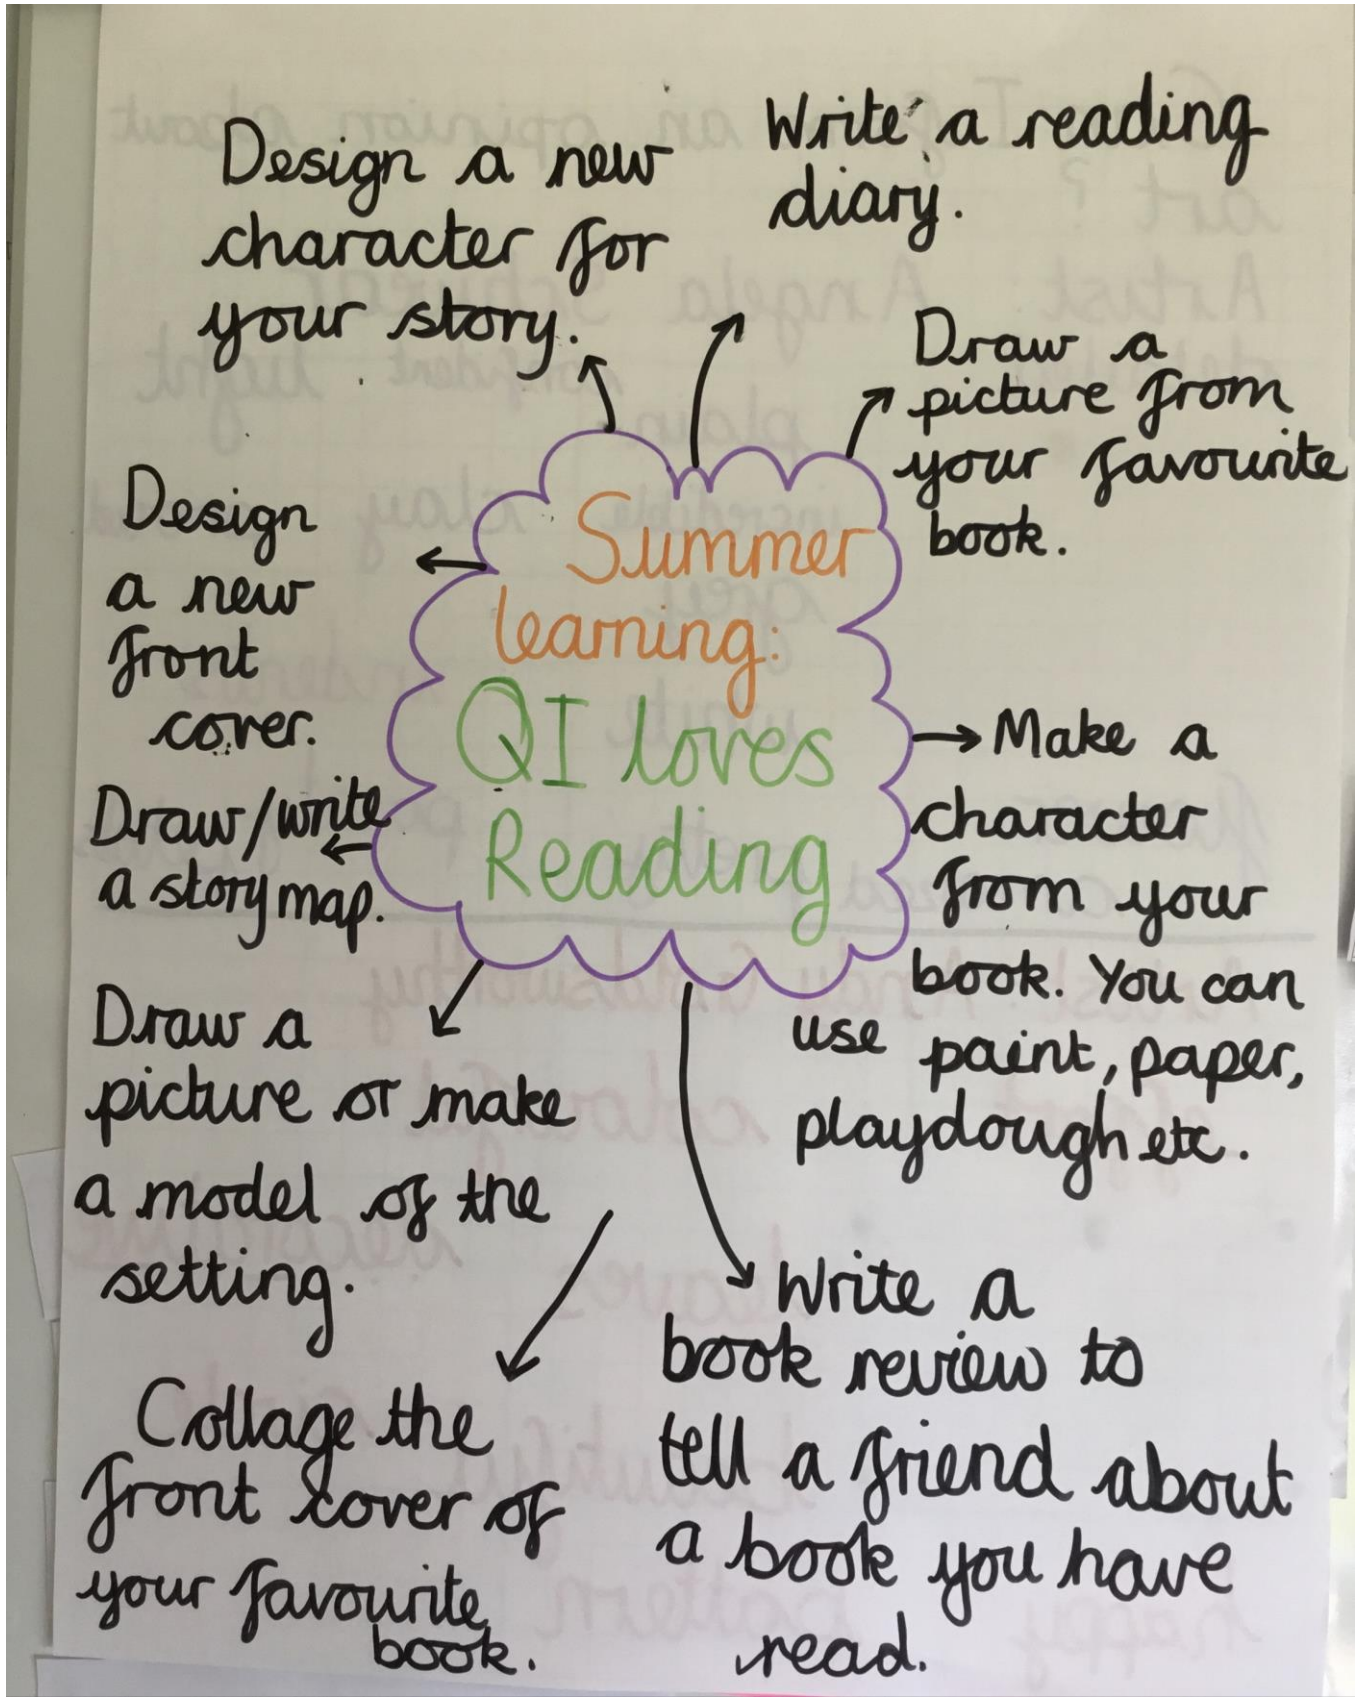 Summer
learning:
QI loves
Reading
Design a new
character for
your story.
Write a reading
diary.
Draw a
picture from
your favourite
book.
Make a
character
from your
book. You can
use paint, paper,
playdough etc.
Write a
book review to
tell a friend about
a book you have
read.
Collage the
front cover of
your favourite
book.
Draw a
picture or make
a model of the
setting.
Draw/write
a story map.
Design
a new
front
cover.